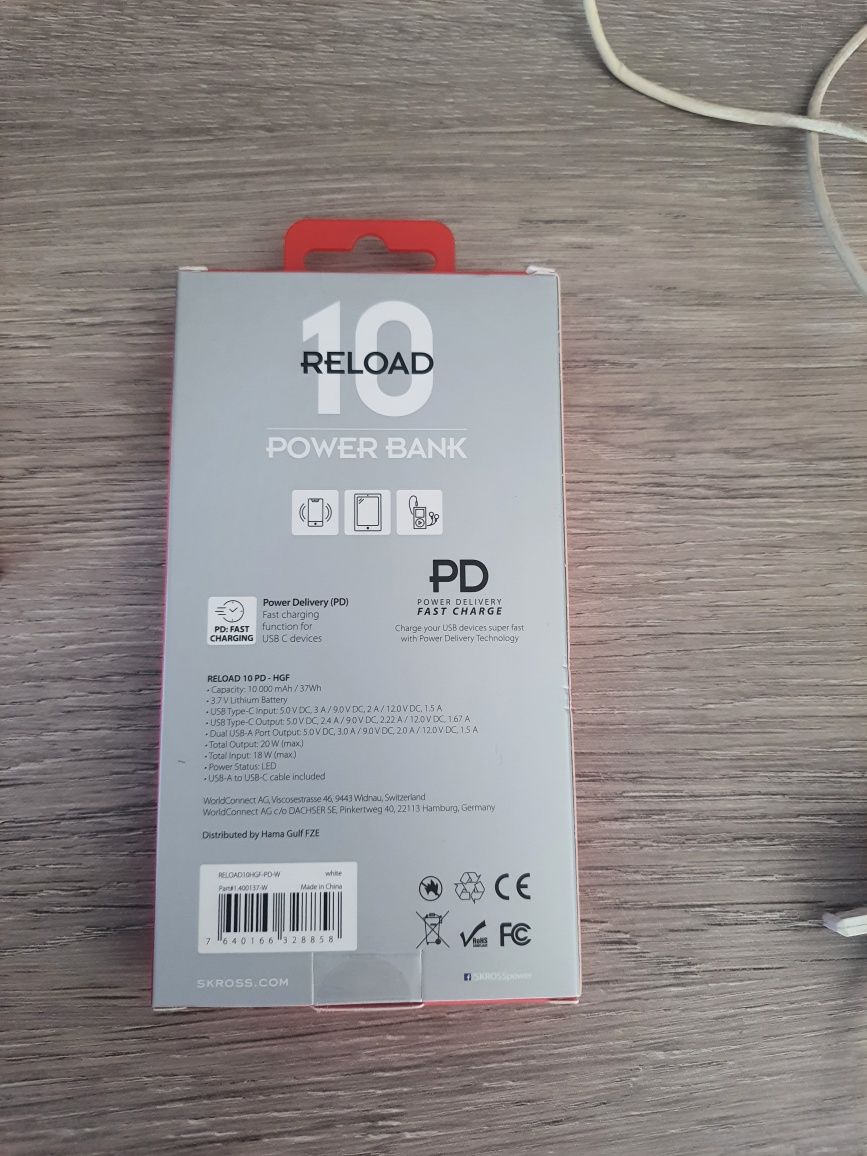 10
RELOAD
POWER BANK
PD
POWER DELIVERY
FAST CHARGE
Charge your USB devices super fast
with Power Delivery Technology
PD: FAST
CHARGING
Power Delivery (PD)
Fast charging
function for
USB C devices
RELOAD 10 PD - HGF
• Capacity: 10 000 mAh / 37Wh
• 3.7 V Lithium Battery
• USB Type-C Input: 5.0 V DC, 3 A / 9.0 V DC, 2 A / 12.0 V DC, 1.5 A
• USB Type-C Output: 5.0 V DC, 2.4 A / 9.0 V DC, 2.22 A / 12.0 V DC, 1.67 A
• Dual USB-A Port Output: 5.0 V DC, 3.0 A / 9.0 V DC, 2.0 A / 12.0 V DC, 1.5 A
• Total Output: 20 W (max.)
• Total Input: 18 W (max.)
• Power Status: LED
• USB-A to USB-C cable included
WorldConnect AG, Viscosestrasse 46, 9443 Widnau, Switzerland
WorldConnect AG c/o DACHSER SE, Pinkertweg 40, 22113 Hamburg, Germany
Distributed by Hama Gulf FZE
RELOAD10HGF-PD-W white
Part#1.400137-W Made in China
7 640166 328858
CE
RoHS
FC
SKROSS.COM
f /SKROSSpower